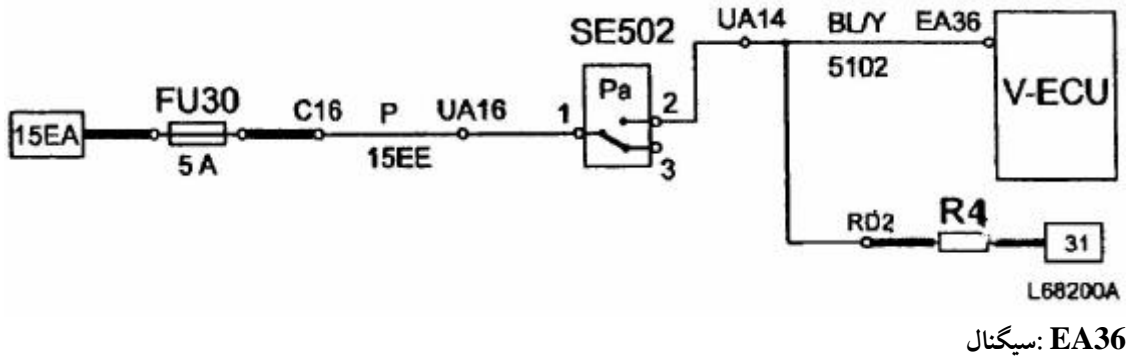 UA14 BL/Y EA36
SE502
5102
FU30 C16 P UA16 1 Pa 2 V-ECU
15EA
5 A 15EE 3
RD2 R4
31
L68200A
EA36 :سیگنال